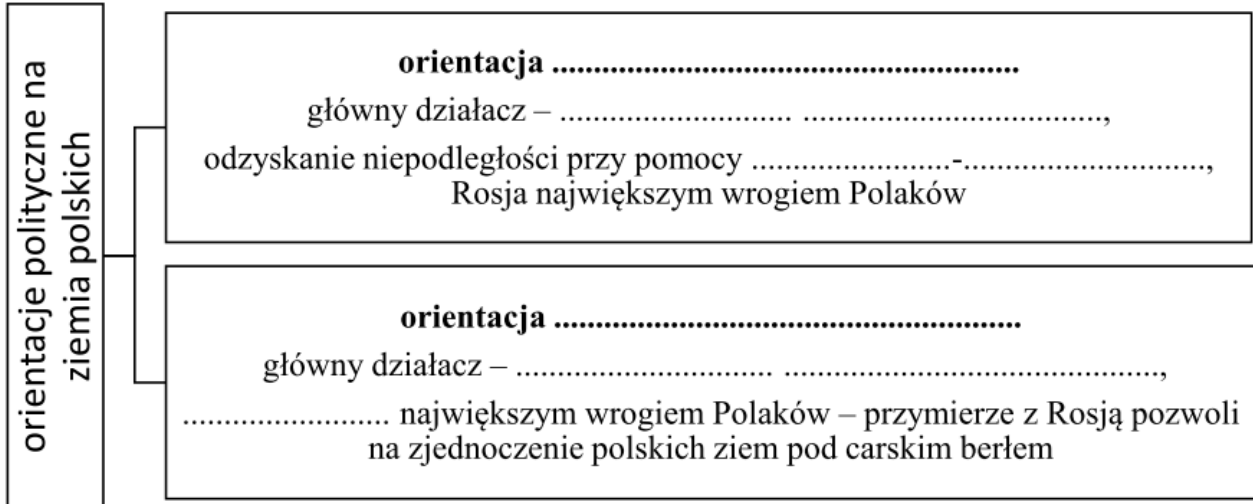 orientacje polityczne na
ziemia polskich
orientacja ........................................................
główny działacz – ............................ ....................................,
odzyskanie niepodległości przy pomocy ........................-.............................,
Rosja największym wrogiem Polaków
orientacja ........................................................
główny działacz – ............................... .............................................,
......................... największym wrogiem Polaków – przymierze z Rosją pozwoli
na zjednoczenie polskich ziem pod carskim berłem